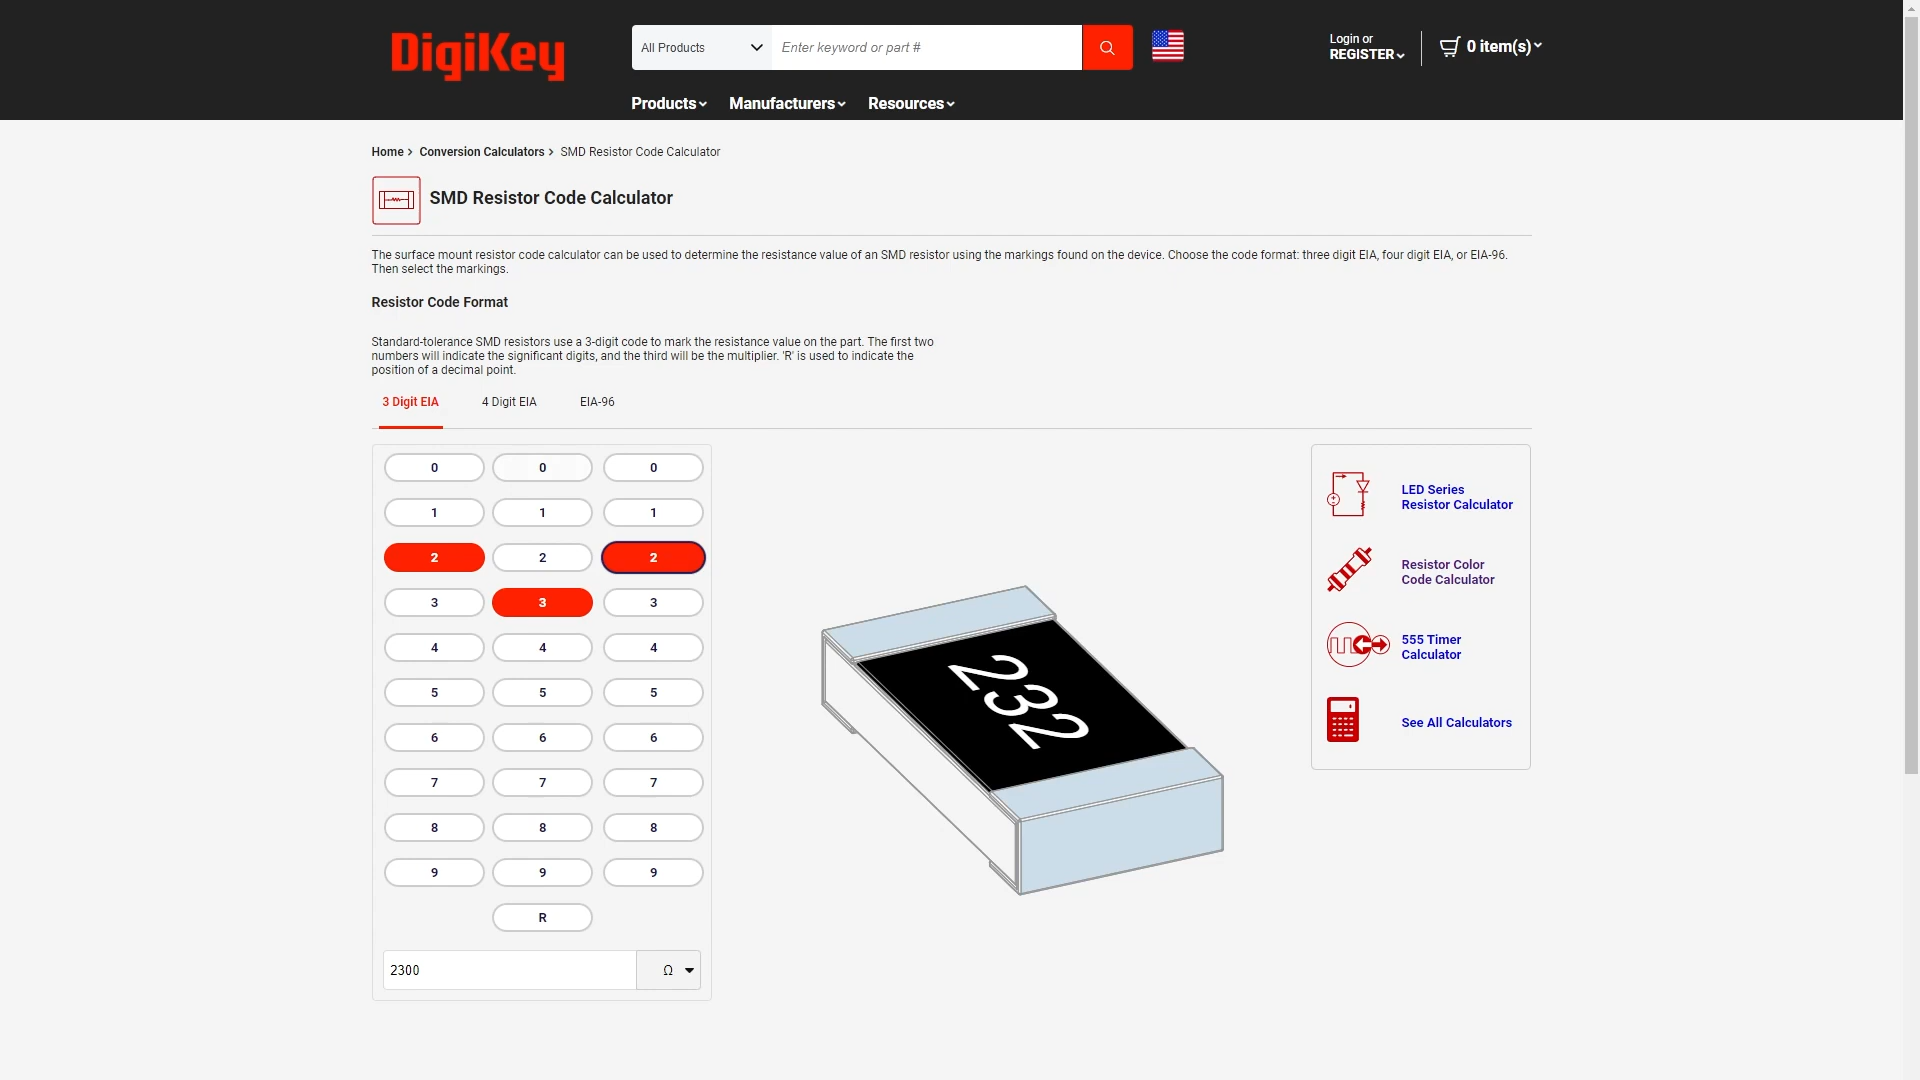 DigiKey
All Products
Enter keyword or part #
Login or
REGISTER
0 item(s)
Products
Manufacturers
Resources
Home
Conversion Calculators
SMD Resistor Code Calculator
SMD Resistor Code Calculator
The surface mount resistor code calculator can be used to determine the resistance value of an SMD resistor using the markings found on the device. Choose the code format: three digit EIA, four digit EIA, or EIA-96.
Then select the markings.
Resistor Code Format
Standard-tolerance SMD resistors use a 3-digit code to mark the resistance value on the part. The first two
numbers will indicate the significant digits, and the third will be the multiplier. 'R' is used to indicate the
position of a decimal point.
3 Digit EIA
4 Digit EIA
EIA-96
0 0 0
1 1 1
2 2 2
3 3 3
4 4 4
5 5 5
6 6 6
7 7 7
8 8 8
9 9 9
R
2300
Ω
232
LED Series
Resistor Calculator
Resistor Color
Code Calculator
555 Timer
Calculator
See All Calculators